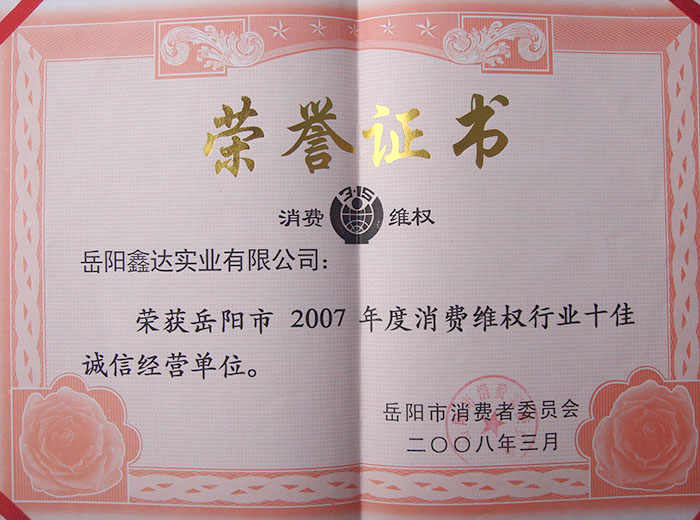 荣誉证书
消费 3·15 维权
岳阳鑫达实业有限公司：
荣获岳阳市 2007 年度消费维权行业十佳
诚信经营单位。
岳阳市消费者委员会
二〇〇八年三月